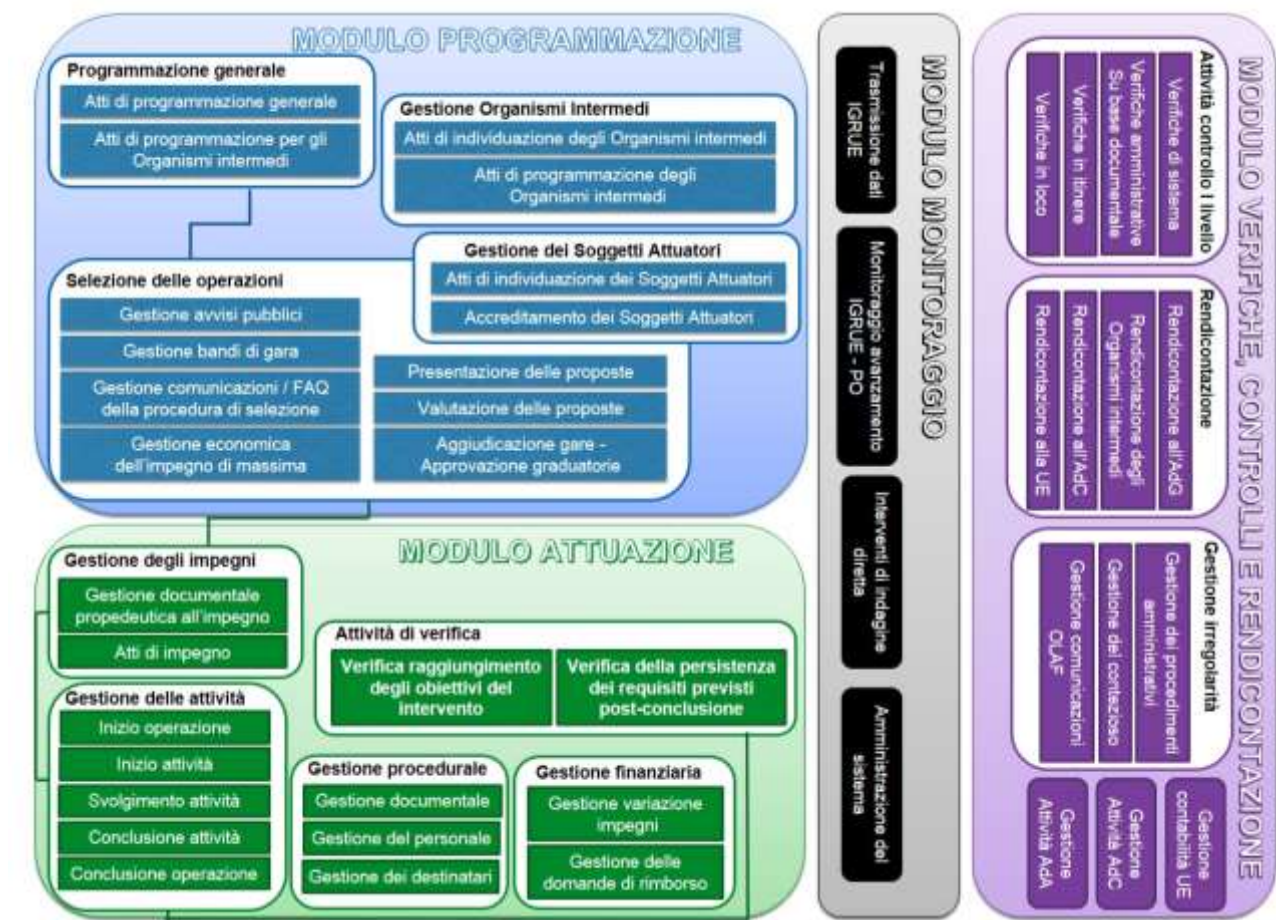 MODULO PROGRAMMAZIONE
Programmazione generale
Atti di programmazione generale
Atti di programmazione per gli
Organismi intermedi
Gestione Organismi Intermedi
Atti di individuazione degli Organismi intermedi
Atti di programmazione degli
Organismi intermedi
Gestione dei Soggetti Attuatori
Atti di individuazione dei Soggetti Attuatori
Accreditamento dei Soggetti Attuatori
Selezione delle operazioni
Gestione avvisi pubblici
Gestione bandi di gara
Gestione comunicazioni / FAQ
della procedura di selezione
Gestione economica
dell'impegno di massima
Presentazione delle proposte
Valutazione delle proposte
Aggiudicazione gare -
Approvazione graduatorie
MODULO ATTUAZIONE
Gestione degli impegni
Gestione documentale
propedeutica all'impegno
Atti di impegno
Attività di verifica
Verifica raggiungimento
degli obiettivi del
intervento
Verifica della persistenza
dei requisiti previsti
post-conclusione
Gestione delle attività
Inizio operazione
Inizio attività
Svolgimento attività
Conclusione attività
Conclusione operazione
Gestione procedurale
Gestione documentale
Gestione del personale
Gestione dei destinatari
Gestione finanziaria
Gestione variazione
impegni
Gestione delle
domande di rimborso
MODULO MONITORAGGIO
Trasmissione dati
IGRUE
Monitoraggio avanzamento
IGRUE - PO
Interventi di indagine
diretta
Amministrazione del
sistema
MODULO VERIFICHE, CONTROLLI E RENDICONTAZIONE
Attività controllo I livello
Verifiche di sistema
Verifiche amministrative
Su base documentale
Verifiche in itinere
Verifiche in loco
Rendicontazione
Rendicontazione all'AdG
Rendicontazione degli
Organismi intermedi
Rendicontazione all'AdC
Rendicontazione alla UE
Gestione irregolarità
Gestione dei procedimenti
amministrativi
Gestione del contezioso
Gestione comunicazioni
OLAF
Gestione
contabilità UE
Gestione
Attività AdC
Gestione
Attività AdA